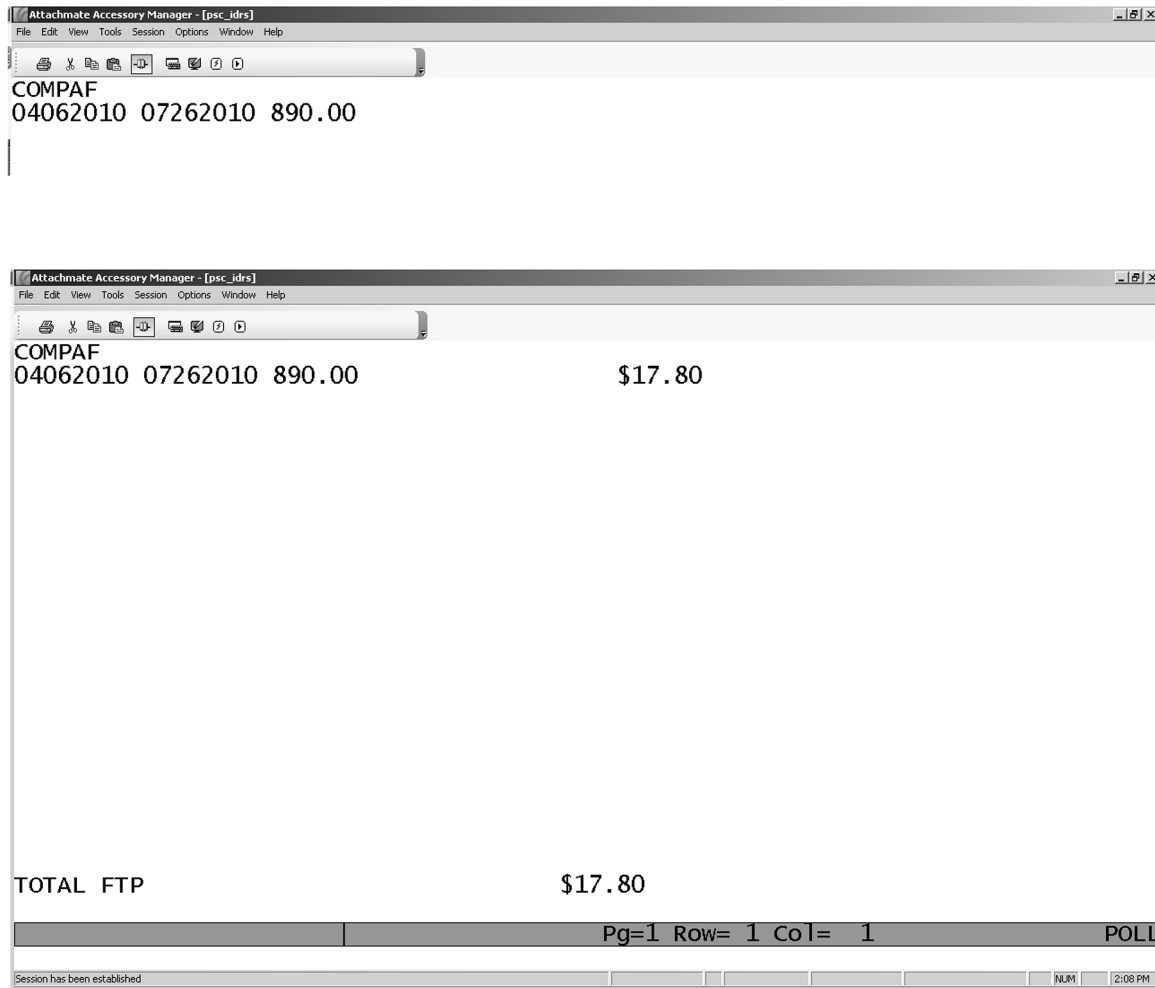 Attachmate Accessory Manager - [psc_idrs]
File Edit View Tools Session Options Window Help
COMPAF
04062010 07262010 890.00
Attachmate Accessory Manager - [psc_idrs]
File Edit View Tools Session Options Window Help
COMPAF
04062010 07262010 890.00 $17.80
TOTAL FTP $17.80
Pg=1 Row= 1 Col= 1 POLL
Session has been established NUM 2:08 PM